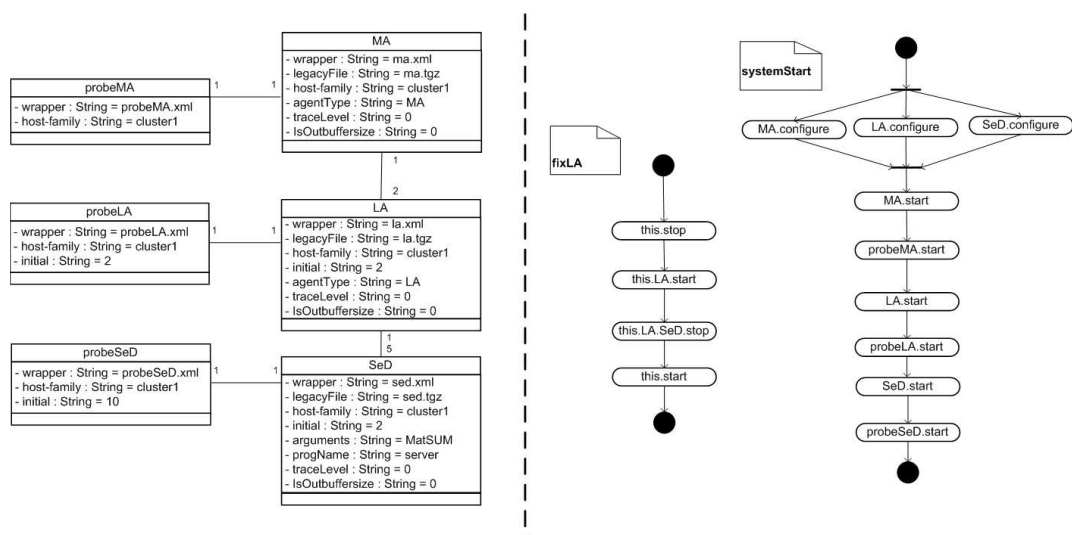 MA
- wrapper : String = ma.xml
- legacyFile : String = ma.tgz
- host-family : String = cluster1
- agentType : String = MA
- traceLevel : String = 0
- IsOutbuffersize : String = 0
probeMA
- wrapper : String = probeMA.xml
- host-family : String = cluster1
1
1
1
2
LA
- wrapper : String = la.xml
- legacyFile : String = la.tgz
- host-family : String = cluster1
- initial : String = 2
- agentType : String = LA
- traceLevel : String = 0
- IsOutbuffersize : String = 0
probeLA
- wrapper : String = probeLA.xml
- host-family : String = cluster1
- initial : String = 2
1
1
1
5
probeSeD
- wrapper : String = probeSeD.xml
- host-family : String = cluster1
- initial : String = 10
1
1
SeD
- wrapper : String = sed.xml
- legacyFile : String = sed.tgz
- host-family : String = cluster1
- initial : String = 2
- arguments : String = MatSUM
- progName : String = server
- traceLevel : String = 0
- IsOutbuffersize : String = 0
fixLA
this.stop
this.LA.start
this.LA.SeD.stop
this.start
systemStart
MA.configure
LA.configure
SeD.configure
MA.start
probeMA.start
LA.start
probeLA.start
SeD.start
probeSeD.start